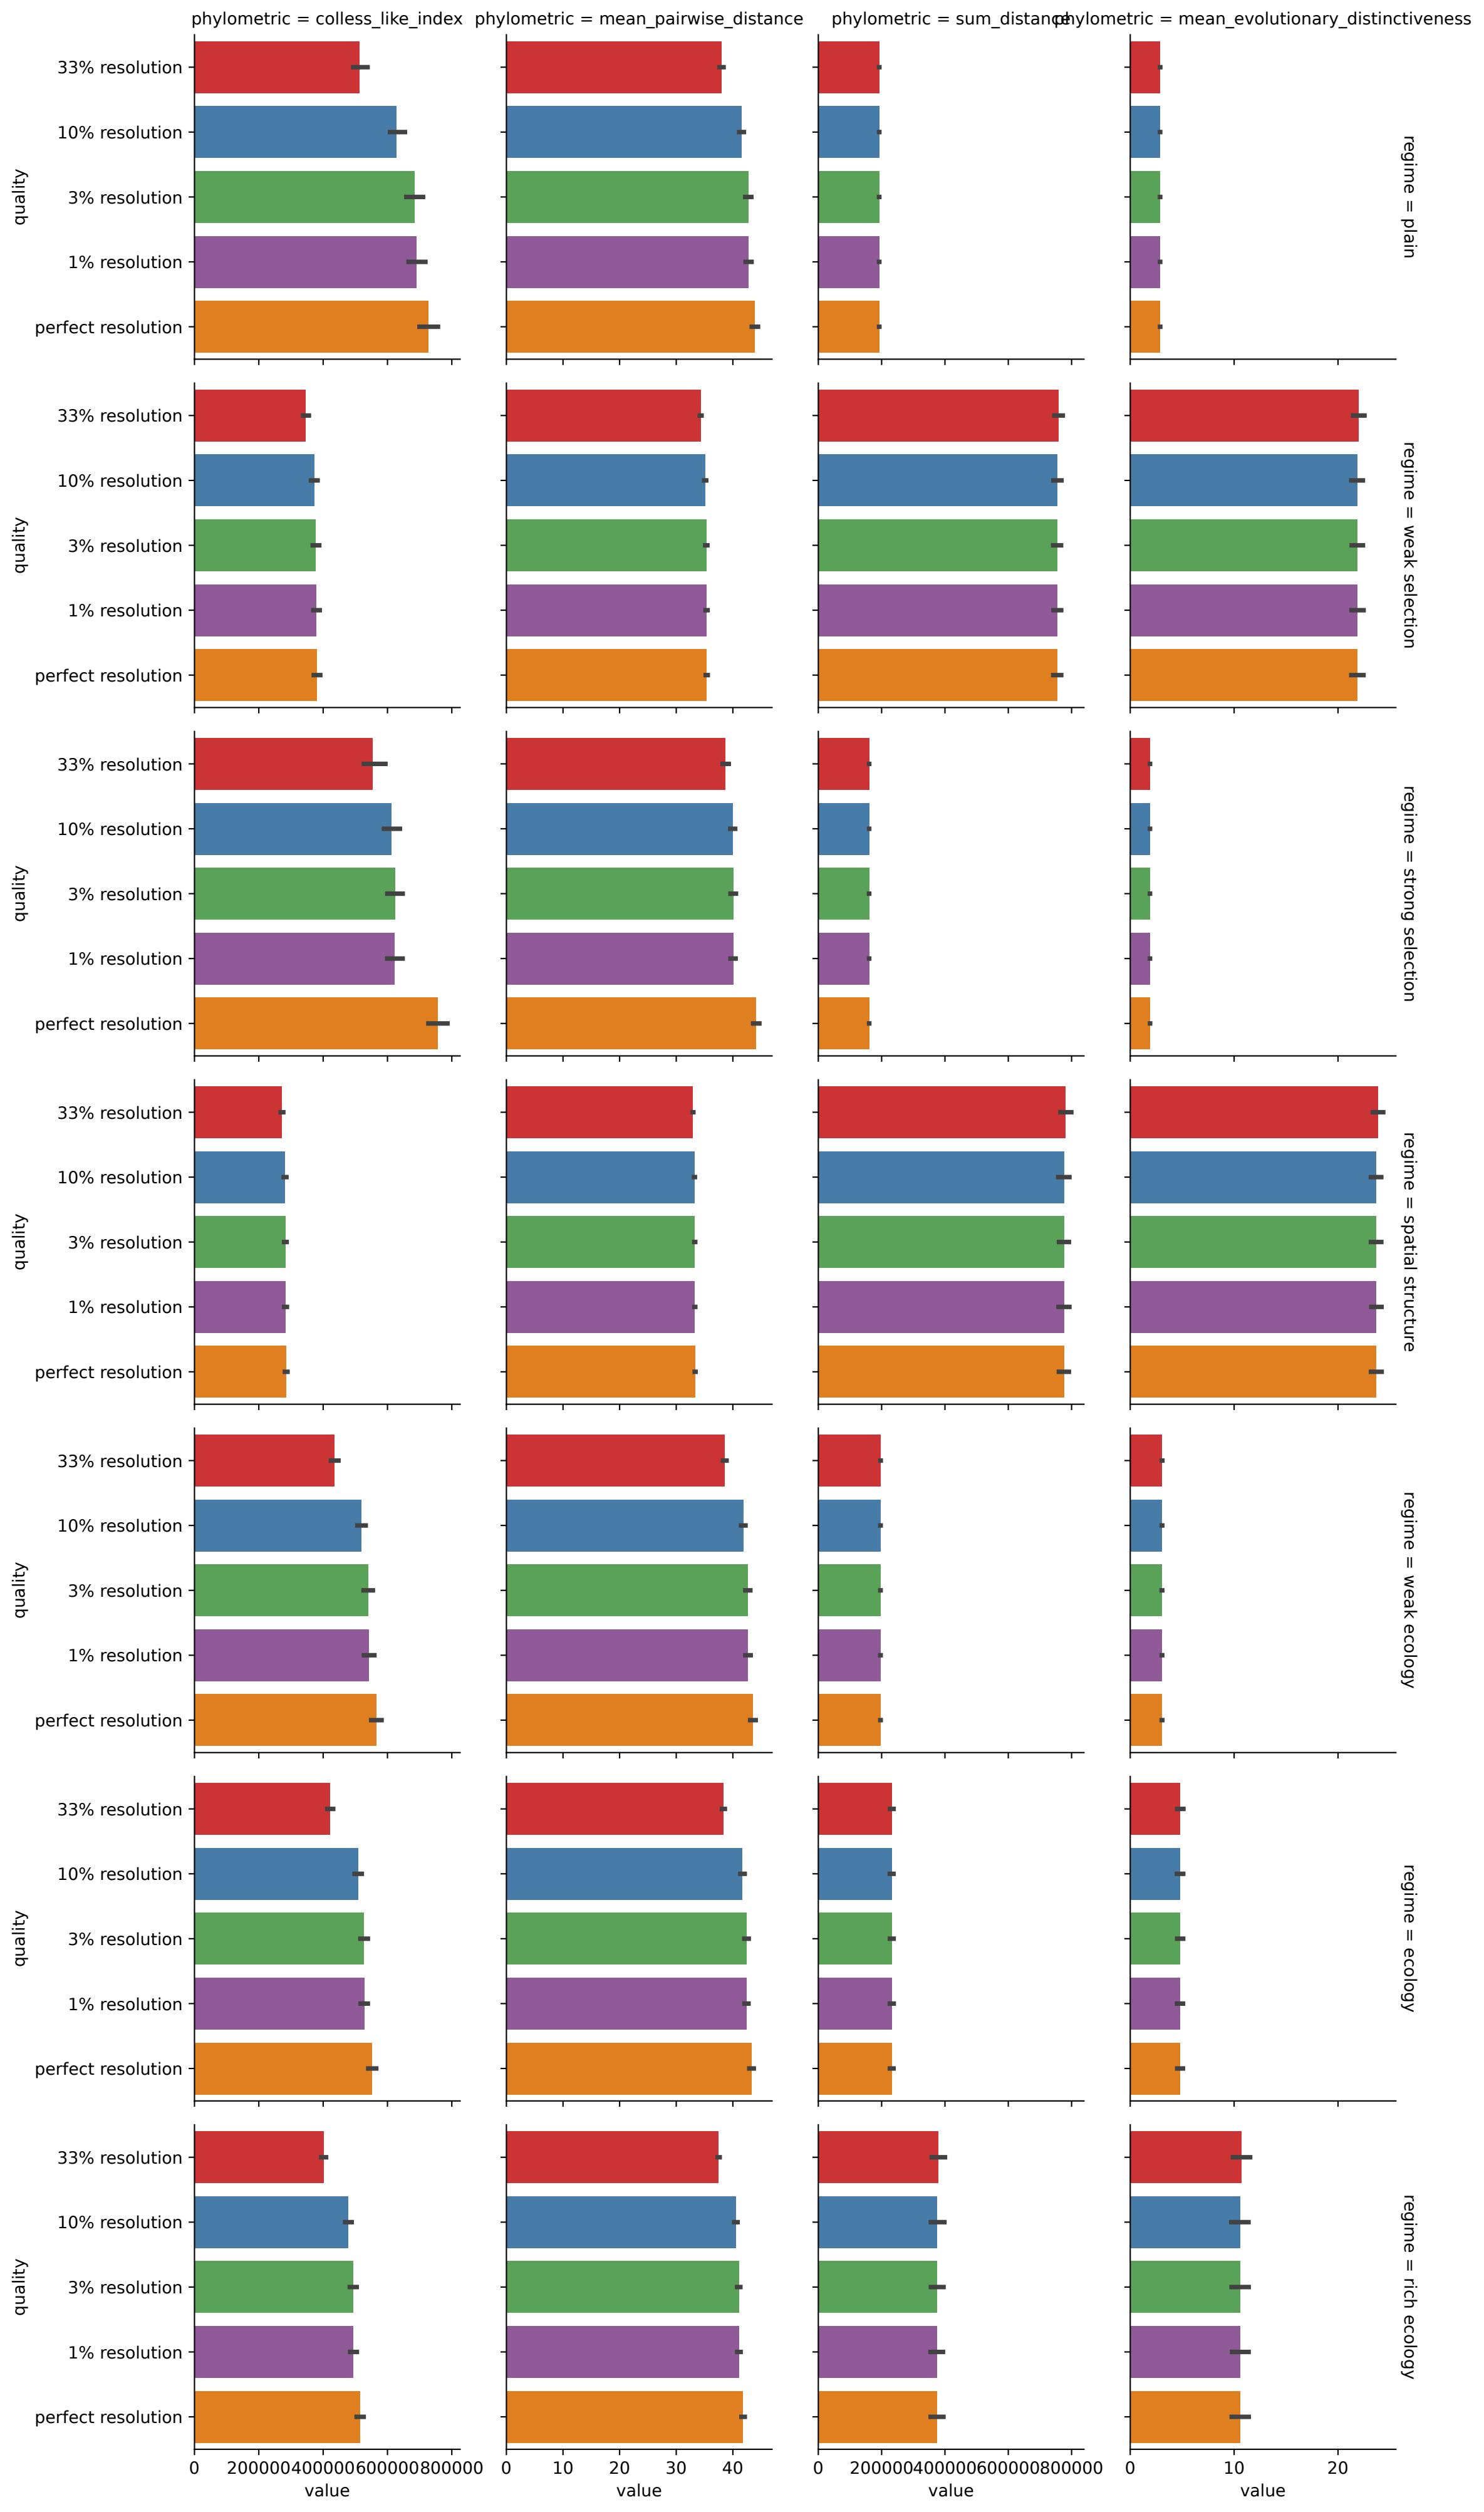 phylometric = colless_like_index
phylometric = mean_pairwise_distance
phylometric = sum_distance
phylometric = mean_evolutionary_distinctiveness
quality
33% resolution
10% resolution
3% resolution
1% resolution
perfect resolution
regime = plain
quality
33% resolution
10% resolution
3% resolution
1% resolution
perfect resolution
regime = weak selection
quality
33% resolution
10% resolution
3% resolution
1% resolution
perfect resolution
regime = strong selection
quality
33% resolution
10% resolution
3% resolution
1% resolution
perfect resolution
regime = spatial structure
quality
33% resolution
10% resolution
3% resolution
1% resolution
perfect resolution
regime = weak ecology
quality
33% resolution
10% resolution
3% resolution
1% resolution
perfect resolution
regime = ecology
quality
33% resolution
10% resolution
3% resolution
1% resolution
perfect resolution
regime = rich ecology
0 200000 400000 600000 800000
value
0 10 20 30 40
value
0 200000 400000 600000 800000
value
0 10 20
value